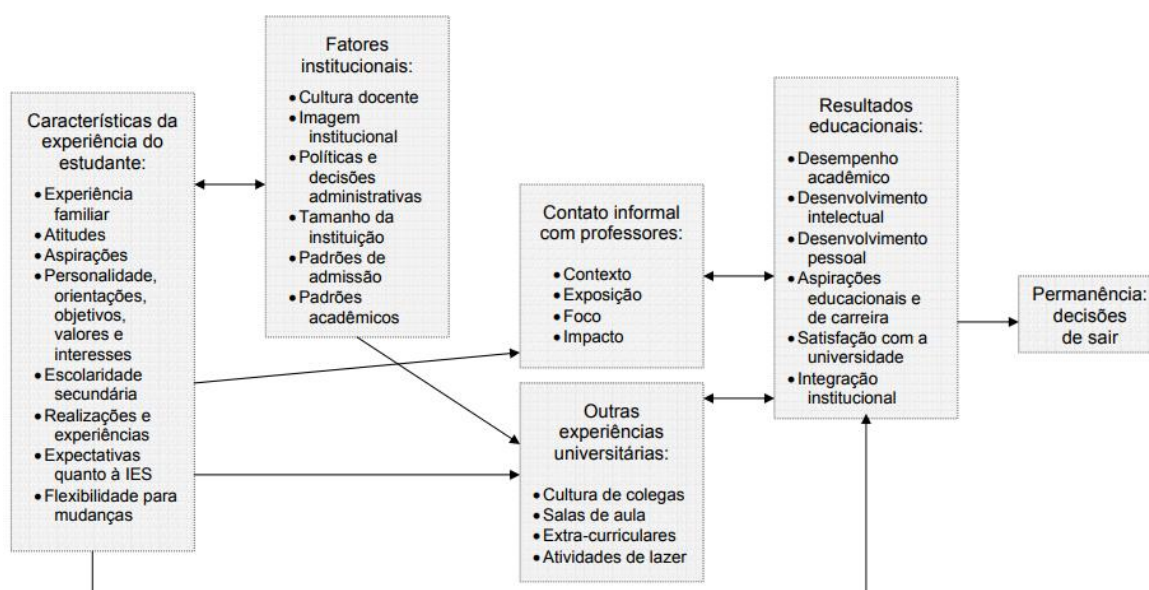 Características da
experiência do
estudante:
• Experiência
familiar
• Atitudes
• Aspirações
• Personalidade,
orientações,
objetivos,
valores e
interesses
• Escolaridade
secundária
• Realizações e
experiências
• Expectativas
quanto à IES
• Flexibilidade para
mudanças
Fatores
institucionais:
• Cultura docente
• Imagem
institucional
• Políticas e
decisões
administrativas
• Tamanho da
instituição
• Padrões de
admissão
• Padrões
acadêmicos
Contato informal
com professores:
• Contexto
• Exposição
• Foco
• Impacto
Outras
experiências
universitárias:
• Cultura de colegas
• Salas de aula
• Extra-curriculares
• Atividades de lazer
Resultados
educacionais:
• Desempenho
acadêmico
• Desenvolvimento
intelectual
• Desenvolvimento
pessoal
• Aspirações
educacionais e
de carreira
• Satisfação com a
universidade
• Integração
institucional
Permanência:
decisões
de sair